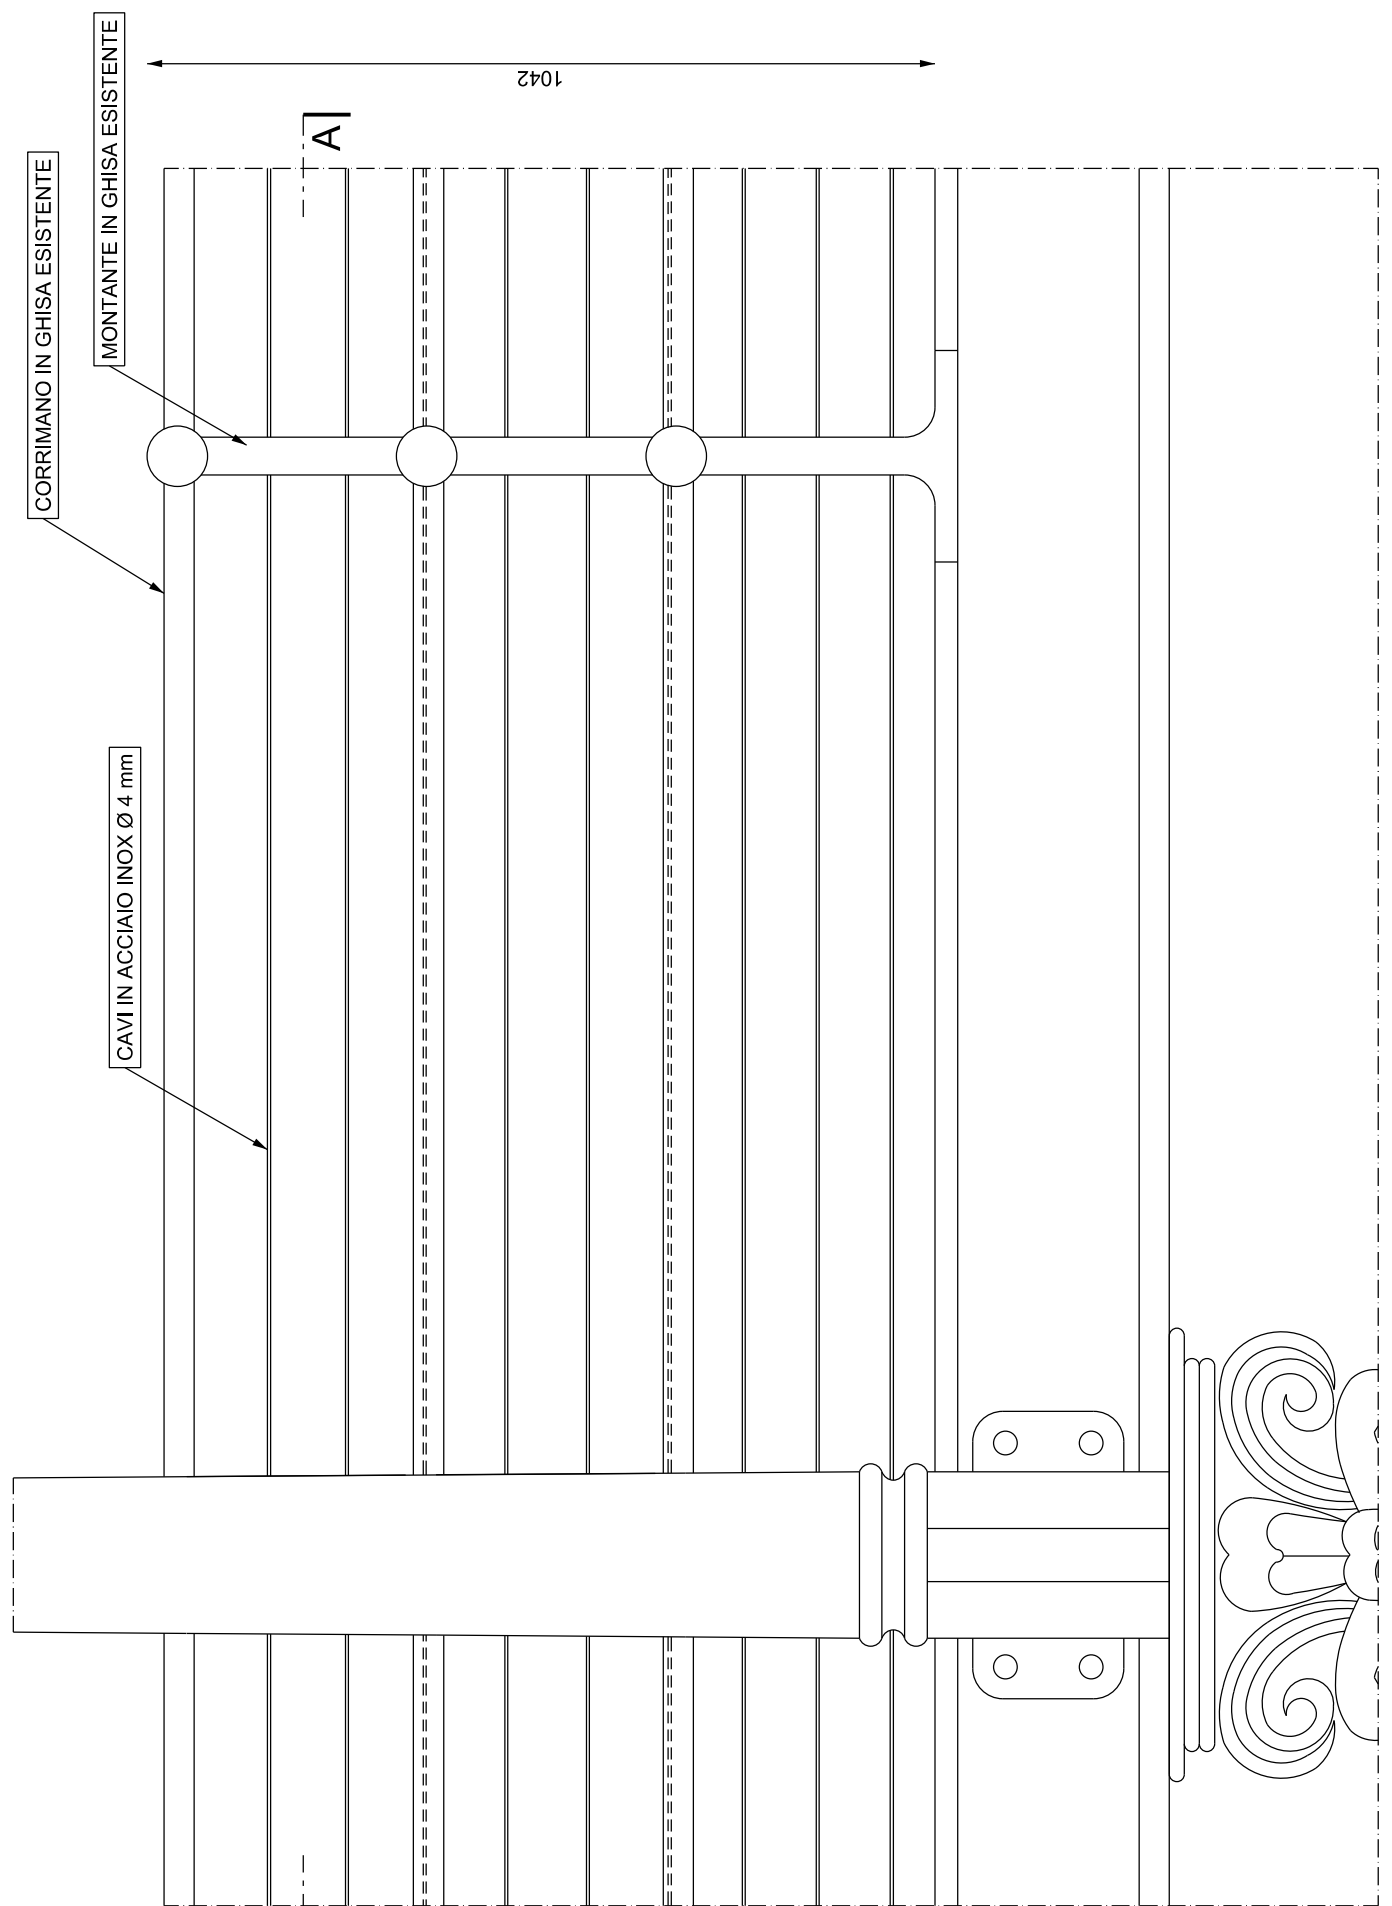 CORRIMANO IN GHISA ESISTENTE
MONTANTE IN GHISA ESISTENTE
CAVI IN ACCIAIO INOX Ø 4 mm
1042
A